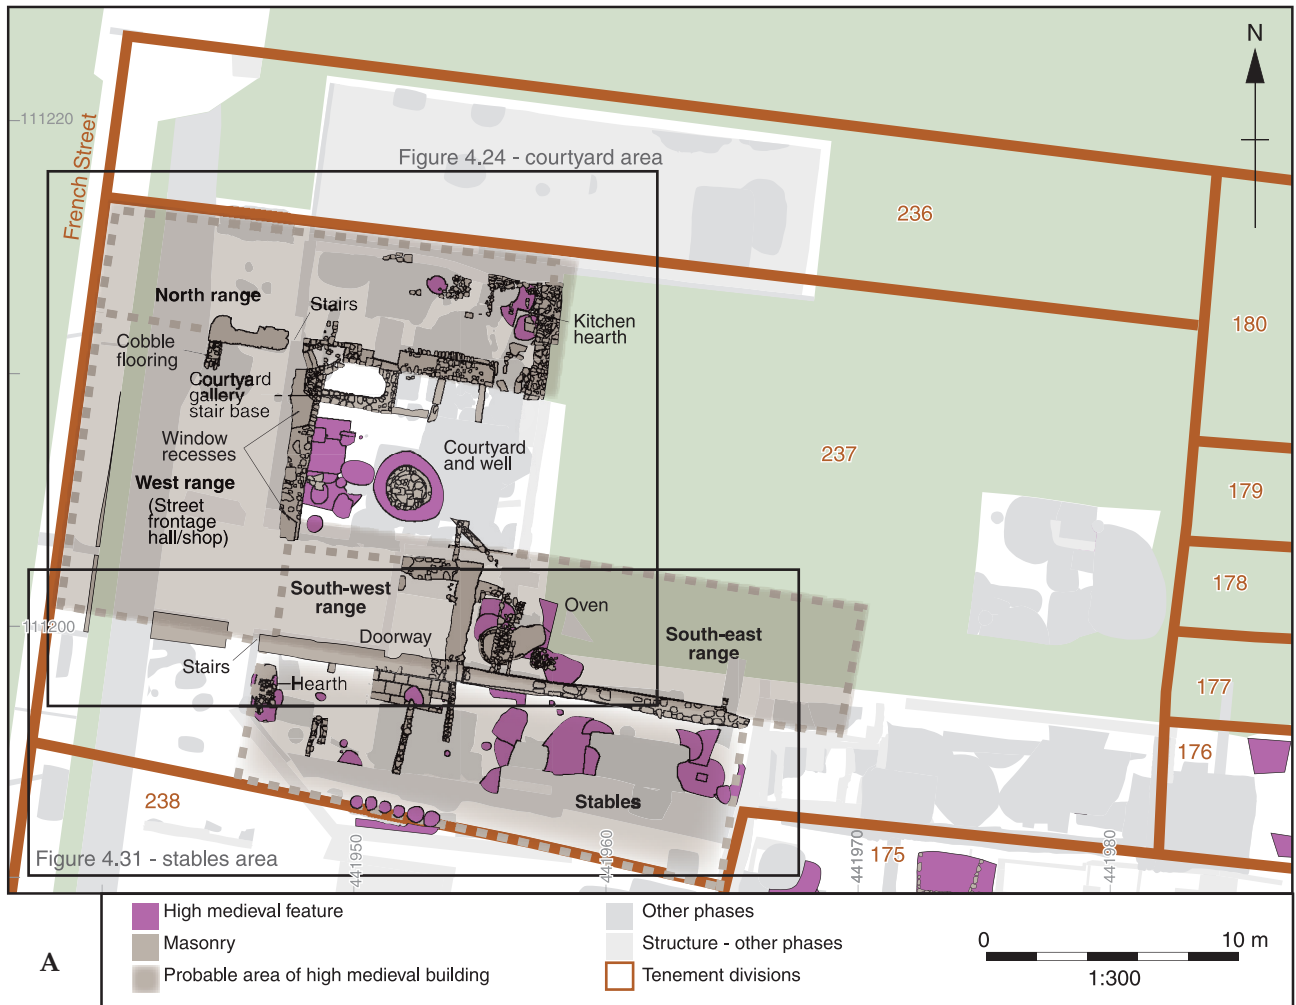 N
111220
French Street
Figure 4.24 - courtyard area
236
North range
Stairs
180
Cobble
flooring
Kitchen
hearth
Courtyard
gallery
stair base
Window
recesses
Courtyard
and well
237
179
West range
(Street
frontage
hall/shop)
South-west
range
Oven
178
111200
Doorway
South-east
range
Stairs
Hearth
177
176
238
Stables
Figure 4.31 - stables area
441950
441960
441970
441980
175
A
High medieval feature
Masonry
Probable area of high medieval building
Other phases
Structure - other phases
Tenement divisions
0
10 m
1:300